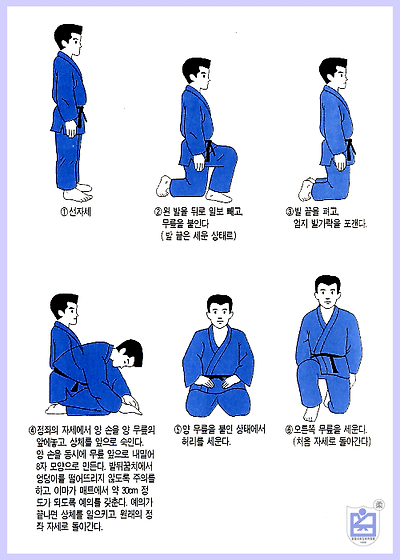 ①선자세
②왼 발을 뒤로 일보 빼고,
무릎을 붙인다
(발 끝은 세운 상태로)
③발 끝을 펴고,
엄지 발가락을 포갠다.
④정좌의 자세에서 양 손을 양 무릎의
앞에놓고, 상체를 앞으로 숙인다.
양 손을 동시에 무릎 앞으로 내밀어
8자 모양으로 만든다. 발뒤꿈치에서
엉덩이를 떨어뜨리지 않도록 주의를
하고, 이마가 매트에서 약 30cm 정
도가 되도록 예의를 갖춘다. 예의가
끝나면 상체를 일으키고 원래의 정
좌 자세로 돌아간다.
⑤양 무릎을 붙인 상태에서
허리를 세운다.
⑥오른쪽 무릎을 세운다.
(처음 자세로 돌아간다)